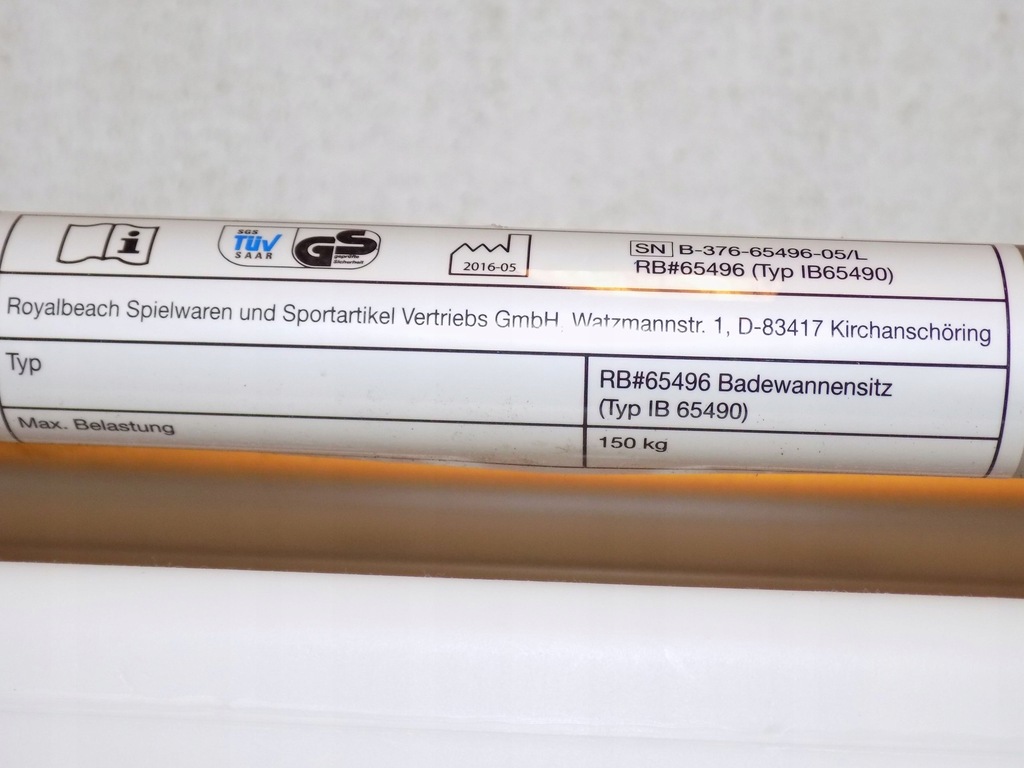 i SGS TÜV SAAR GS geprüfte Sicherheit 2016-05 SN B-376-65496-05/L
RB#65496 (Typ IB65490)
Royalbeach Spielwaren und Sportartikel Vertriebs GmbH, Watzmannstr. 1, D-83417 Kirchanschöring
Typ RB#65496 Badewannensitz
(Typ IB 65490)
Max. Belastung 150 kg